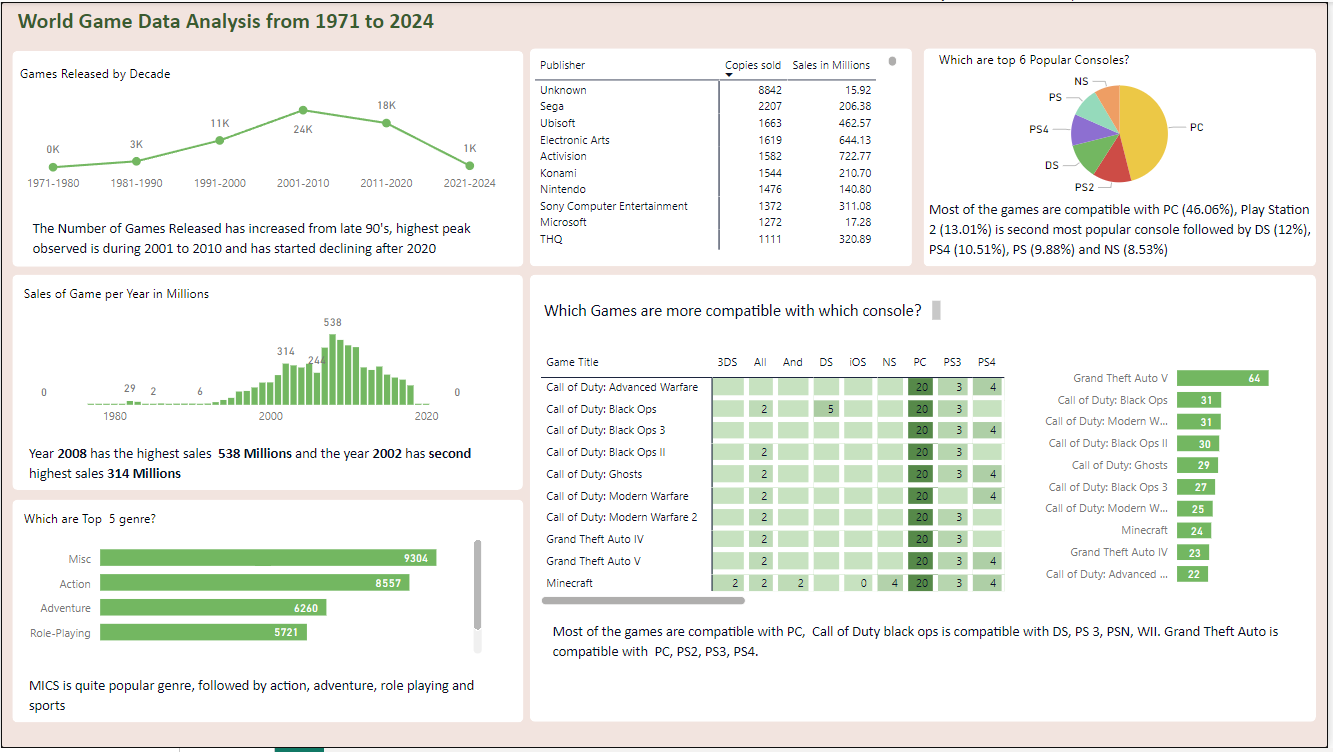 World Game Data Analysis from 1971 to 2024
Games Released by Decade
0K
3K
11K
24K
18K
1K
1971-1980 1981-1990 1991-2000 2001-2010 2011-2020 2021-2024
The Number of Games Released has increased from late 90's, highest peak
observed is during 2001 to 2010 and has started declining after 2020
Publisher Copies sold Sales in Millions
Unknown 8842 15.92
Sega 2207 206.38
Ubisoft 1663 462.57
Electronic Arts 1619 644.13
Activision 1582 722.77
Konami 1544 210.70
Nintendo 1476 140.80
Sony Computer Entertainment 1372 311.08
Microsoft 1272 17.28
THQ 1111 320.89
Which are top 6 Popular Consoles?
NS
PS
PS4
DS
PS2
PC
Most of the games are compatible with PC (46.06%), Play Station
2 (13.01%) is second most popular console followed by DS (12%),
PS4 (10.51%), PS (9.88%) and NS (8.53%)
Sales of Game per Year in Millions
0
29
2
6
314
244
538
0
1980 2000 2020
Year 2008 has the highest sales 538 Millions and the year 2002 has second
highest sales 314 Millions
Which are Top 5 genre?
Misc 9304
Action 8557
Adventure 6260
Role-Playing 5721
MICS is quite popular genre, followed by action, adventure, role playing and
sports
Which Games are more compatible with which console?
Game Title 3DS All And DS iOS NS PC PS3 PS4
Call of Duty: Advanced Warfare 20 3 4
Call of Duty: Black Ops 2 5 20 3
Call of Duty: Black Ops 3 20 3 4
Call of Duty: Black Ops II 2 20 3
Call of Duty: Ghosts 2 20 3 4
Call of Duty: Modern Warfare 2 20 4
Call of Duty: Modern Warfare 2 2 20 3
Grand Theft Auto IV 2 20 3
Grand Theft Auto V 2 20 3 4
Minecraft 2 2 2 0 4 20 3 4
Grand Theft Auto V 64
Call of Duty: Black Ops 31
Call of Duty: Modern W... 31
Call of Duty: Black Ops II 30
Call of Duty: Ghosts 29
Call of Duty: Black Ops 3 27
Call of Duty: Modern W... 25
Minecraft 24
Grand Theft Auto IV 23
Call of Duty: Advanced ... 22
Most of the games are compatible with PC, Call of Duty black ops is compatible with DS, PS 3, PSN, WII. Grand Theft Auto is
compatible with PC, PS2, PS3, PS4.